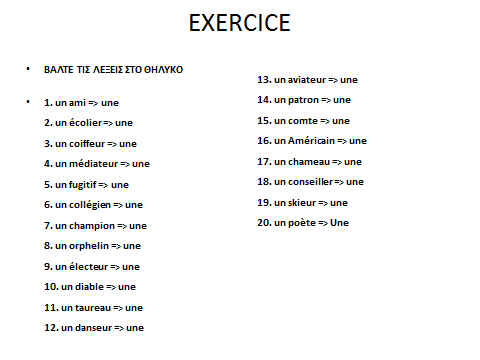 EXERCICE
• ΒΑΛΤΕ ΤΙΣ ΛΕΞΕΙΣ ΣΤΟ ΘΗΛΥΚΟ
• 1. un ami => une
2. un écolier => une
3. un coiffeur => une
4. un médiateur => une
5. un fugitif => une
6. un collégien => une
7. un champion => une
8. un orphelin => une
9. un électeur => une
10. un diable => une
11. un taureau => une
12. un danseur => une
13. un aviateur => une
14. un patron => une
15. un comte => une
16. un Américain => une
17. un chameau => une
18. un conseiller => une
19. un skieur => une
20. un poète => Une